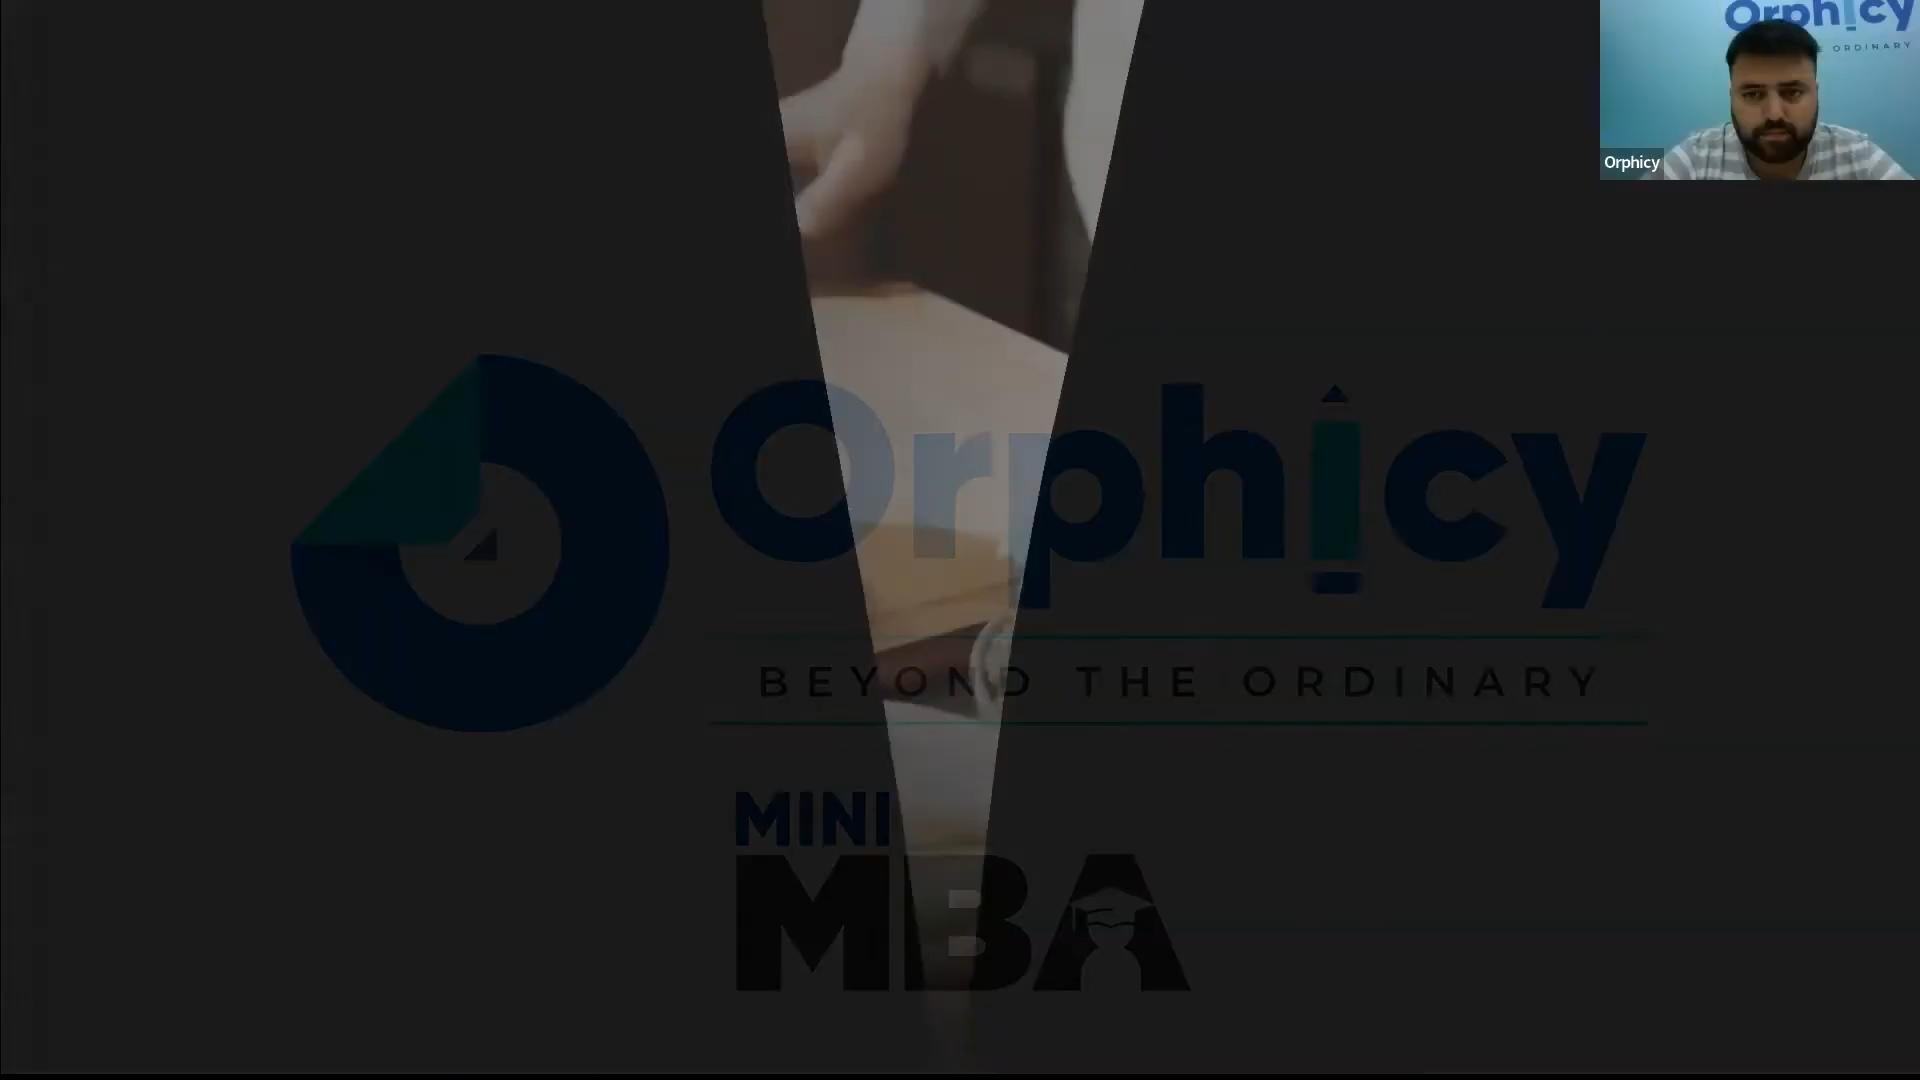 Orphicy
E ORDINARY
Orphicy
Orphicy
BEYOND THE ORDINARY
MINI
MBA